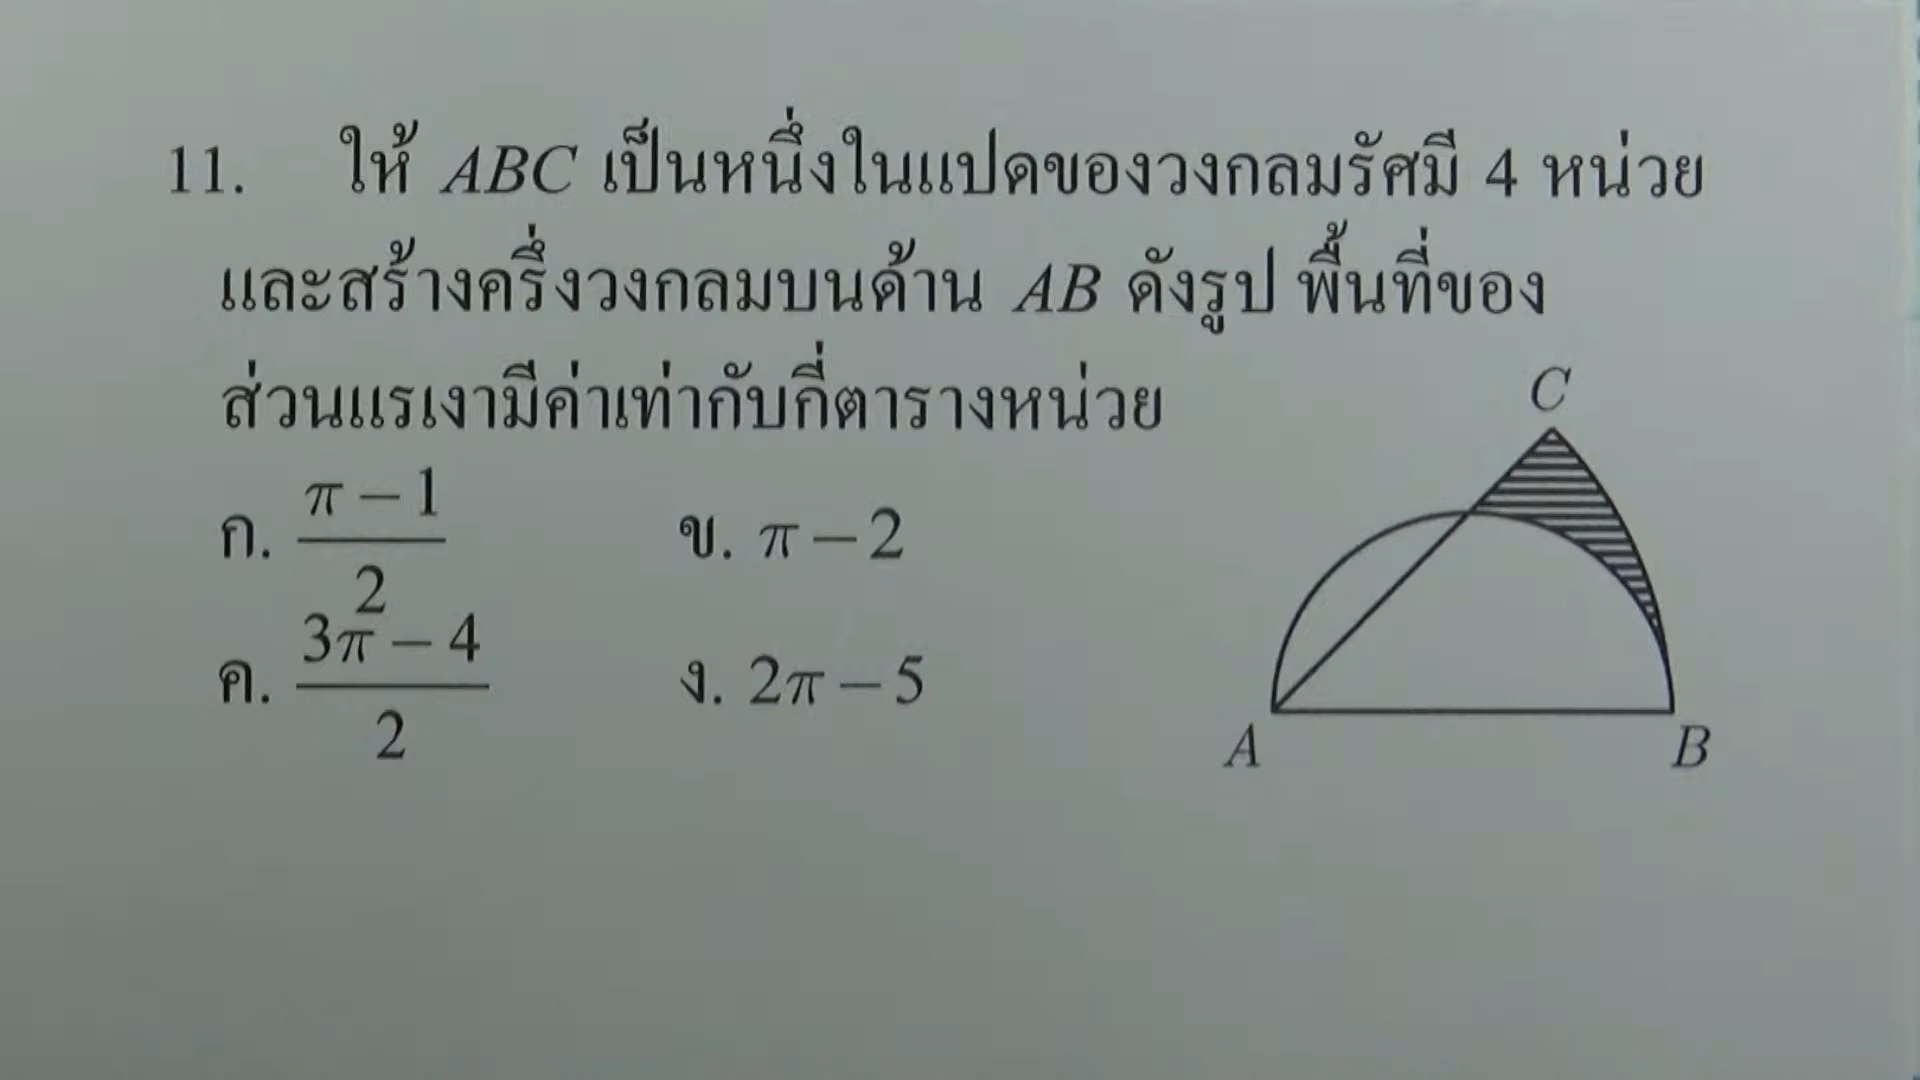 11. ให้ ABC เป็นหนึ่งในแปดของวงกลมรัศมี 4 หน่วย
และสร้างครึ่งวงกลมบนด้าน AB ดังรูป พื้นที่ของ
ส่วนแรเงามีค่าเท่ากับกี่ตารางหน่วย
ก. (π − 1)/2 ข. π − 2
ค. (3π − 4)/2 ง. 2π − 5
C
A B